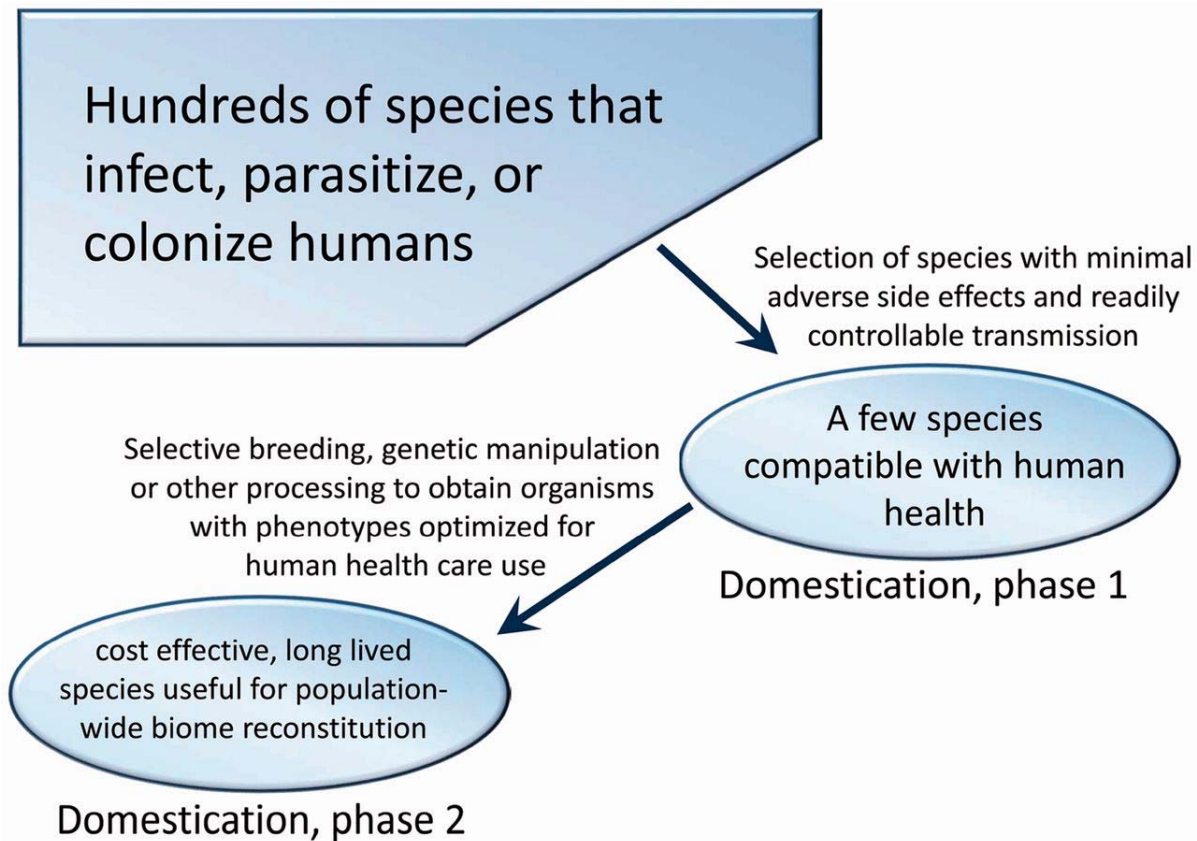 Hundreds of species that
infect, parasitize, or
colonize humans
Selection of species with minimal
adverse side effects and readily
controllable transmission
A few species
compatible with human
health
Domestication, phase 1
Selective breeding, genetic manipulation
or other processing to obtain organisms
with phenotypes optimized for
human health care use
cost effective, long lived
species useful for population-
wide biome reconstitution
Domestication, phase 2